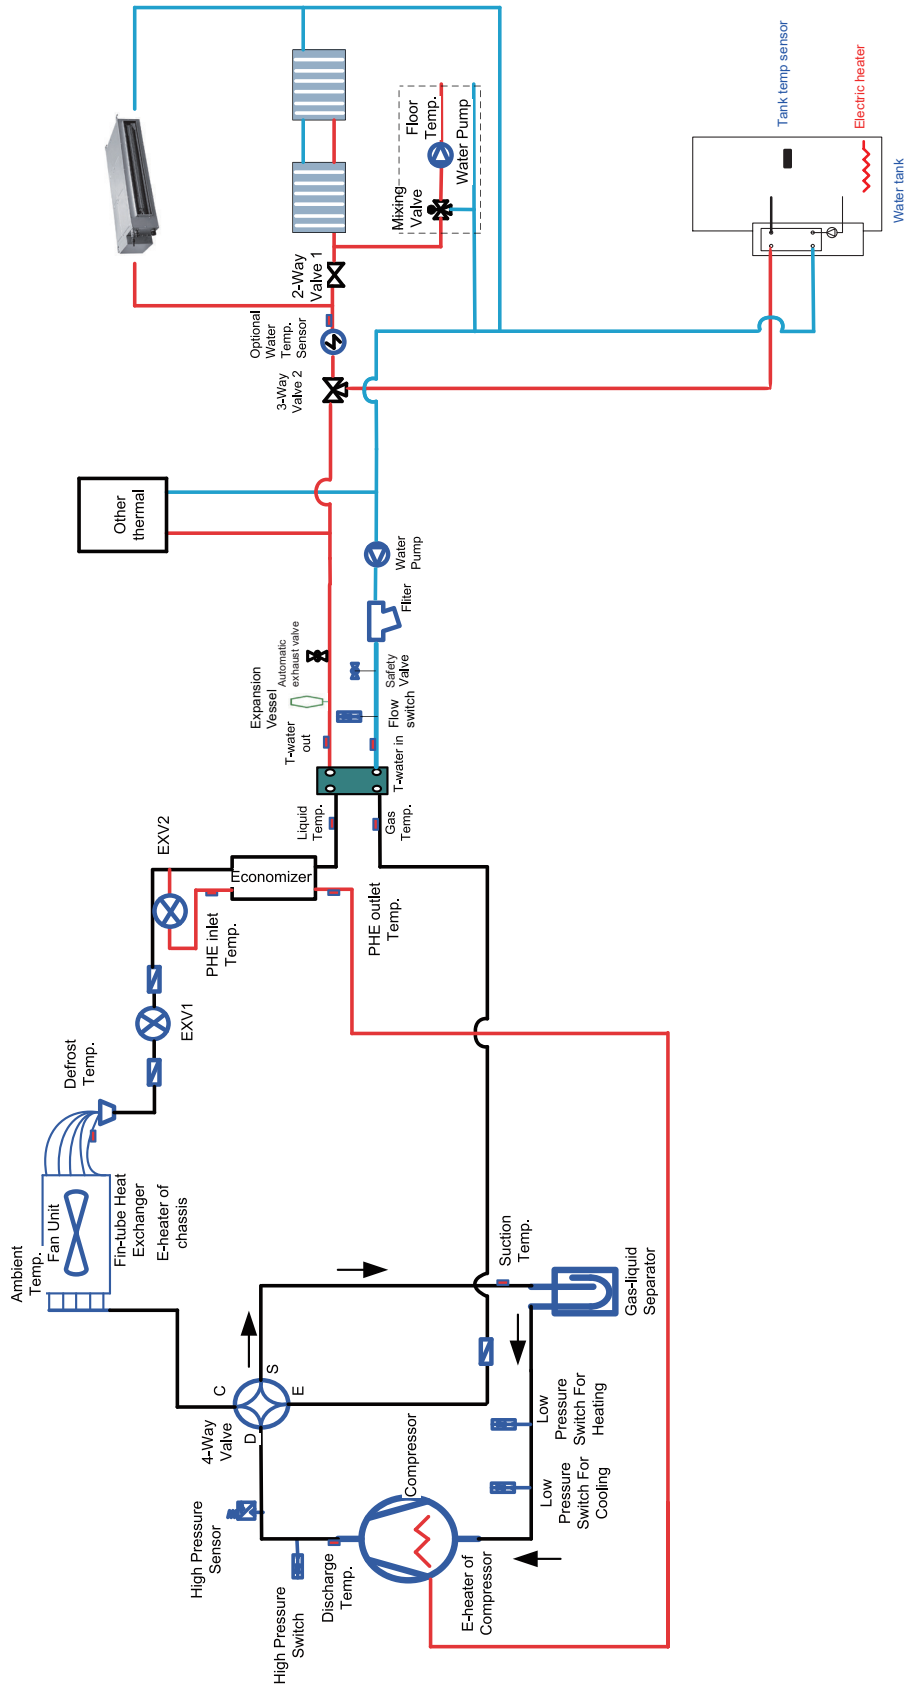 Tank temp sensor
Electric heater
Water tank
Floor
Temp.
Water Pump
Mixing
Valve
2-Way
Valve 1
Optional
Water
Temp.
Sensor
3-Way
Valve 2
Other
thermal
Water
Pump
Fliter
Automatic
exhaust valve
Safety
Valve
Expansion
Vessel
Flow
switch
T-water
out
T-water in
Liquid
Temp.
Gas
Temp.
EXV2
Economizer
PHE inlet
Temp.
PHE outlet
Temp.
EXV1
Defrost
Temp.
Ambient
Temp.
Fan Unit
Fin-tube Heat
Exchanger
E-heater of
chassis
Suction
Temp.
Gas-liquid
Separator
C
S
E
D
4-Way
Valve
Low
Pressure
Switch For
Heating
Low
Pressure
Switch For
Cooling
Compressor
High Pressure
Sensor
High Pressure
Switch
Discharge
Temp.
E-heater of
Compressor